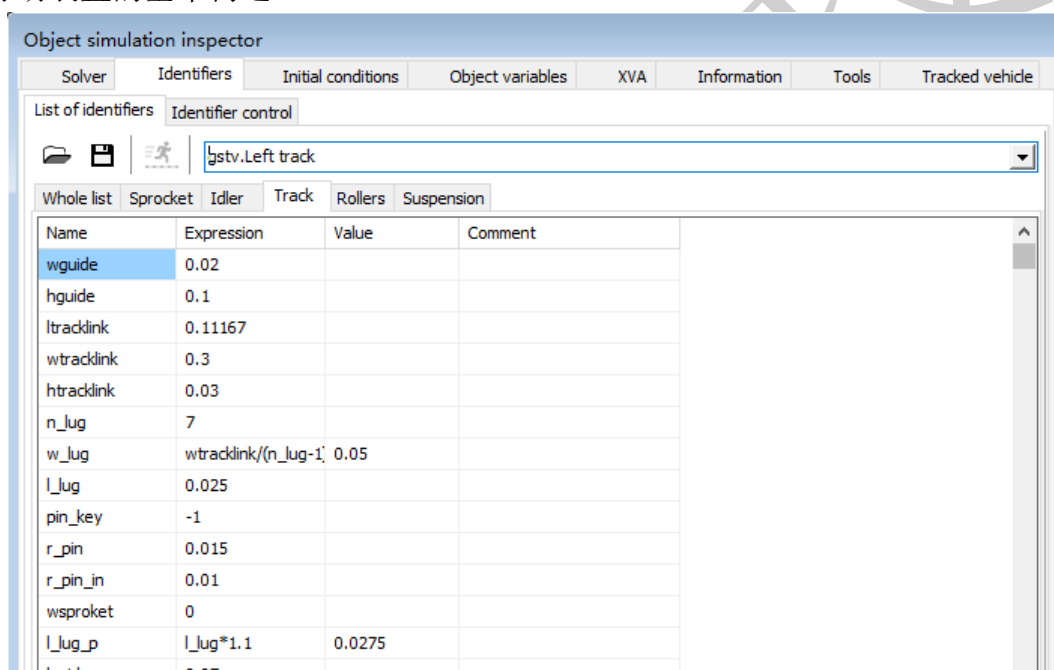 Object simulation inspector
Solver Identifiers Initial conditions Object variables XVA Information Tools Tracked vehicle
List of identifiers Identifier control
gstv.Left track
Whole list Sprocket Idler Track Rollers Suspension
Name Expression Value Comment
wguide 0.02
hguide 0.1
ltracklink 0.11167
wtracklink 0.3
htracklink 0.03
n_lug 7
w_lug wtracklink/(n_lug-1) 0.05
l_lug 0.025
pin_key -1
r_pin 0.015
r_pin_in 0.01
wsproket 0
l_lug_p l_lug*1.1 0.0275